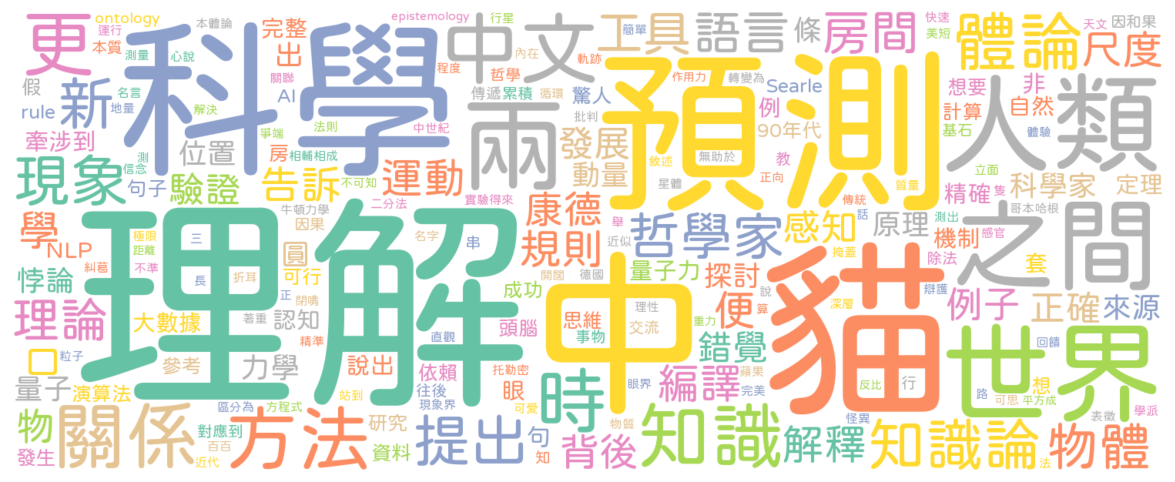 更
科學
中文
工具
語言
條
房間
體論
尺度
ontology
運行
本體論
本質
測量
心說
epistemology
行星
完整
出
關聯
程度
哲學
簡單
軌跡
快速
美短
天文
因和果
假
rule
新
名言
地量
AI
解決
傳遞
累積
循環
內在
驚人
作用力
例
轉變為
Searle
想要
非
計算
自然
人類
牽涉到
位置
爭端
法則
中世紀
兩
批判
發展
90年代
預測
基石
體驗
現象
句子
測
信念
驗證
房
相輔相成
告訴
不可知
運動
動量
敘述
無助於
星體
教
正向
質量
立面
精確
隻
科學家
定理
學
NLP
糾葛
極限
距離
不準
三
長
折耳
牛頓力學
因果
二分法
圓
可行
實驗得來
名字
串
康德
規則
舉
近似
哲學家
感知
傳統
話
掩蓋
原理
測出
機制
哥本哈根
感官
除法
套
之間
悖論
理論
大數據
理解
正
閉嘴
著重
認知
精準
開闊
德國
成功
頭腦
直觀
量子力
探討
思維
事物
中
理性
交流
便
重力
說
算
錯覺
貓
深層
辯護
例子
正確
來源
世界
回饋
口
粒子
參考
力學
說出
依賴
往後
現象界
托勒密
眼
時
眼界
編譯
蘋果
完美
反比
行
路
想
可思
平方成
量子
演算法
站到
區分為
方程式
可愛
物質
怪異
表徵
學派
物
發生
關係
對應到
百百
近代
方法
研究
資料
提出
句
知
背後
知識
解釋
知識論
法
物體